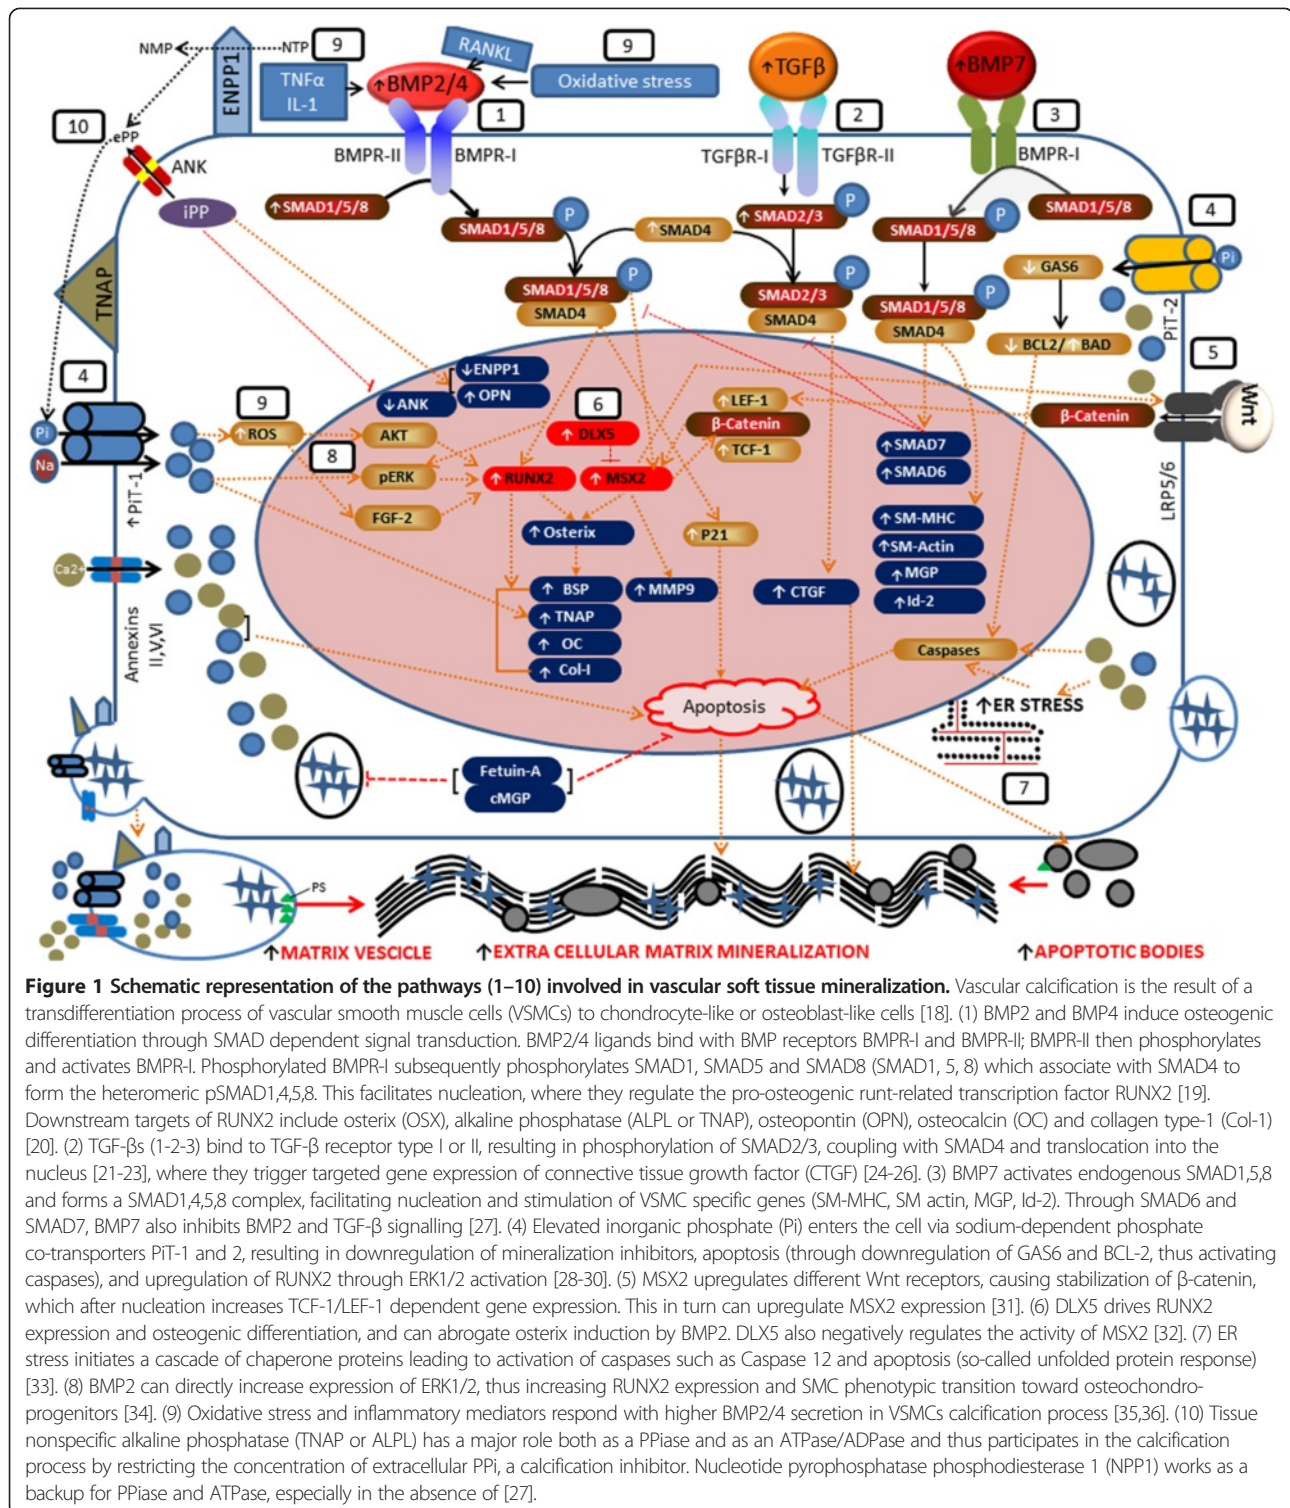 NMP
NTP
9
RANKL
9
ENPP1
TNFα
IL-1
↑BMP2/4
Oxidative stress
↑TGFβ
↑BMP7
10
ePP
ANK
1
2
3
BMPR-II
BMPR-I
TGFβR-I
TGFβR-II
BMPR-I
iPP
↑SMAD1/5/8
SMAD1/5/8
P
↑SMAD4
↑SMAD2/3
P
SMAD1/5/8
P
SMAD1/5/8
4
TNAP
SMAD1/5/8
P
SMAD4
SMAD2/3
P
SMAD4
SMAD1/5/8
P
SMAD4
↓ GAS6
Pi
PiT-2
↓ BCL2/↑BAD
4
5
↓ENPP1
↑ OPN
↓ANK
6
↑ LEF-1
β-Catenin
↑ TCF-1
β-Catenin
Wnt
LRP5/6
Pi
Na
↑PiT-1
9
↑ ROS
8
AKT
pERK
FGF-2
↑ DLX5
↑ RUNX2
↑ MSX2
↑SMAD7
↑SMAD6
↑ Osterix
↑ P21
↑ SM-MHC
↑SM-Actin
↑ MGP
↑Id-2
Ca2+
Annexins
II,V,VI
↑ BSP
↑ TNAP
↑ OC
↑ Col-I
↑MMP9
↑ CTGF
Caspases
Apoptosis
↑ER STRESS
7
Fetuin-A
cMGP
PS
↑MATRIX VESCICLE
↑EXTRA CELLULAR MATRIX MINERALIZATION
↑APOPTOTIC BODIES
Figure 1 Schematic representation of the pathways (1–10) involved in vascular soft tissue mineralization. Vascular calcification is the result of a
transdifferentiation process of vascular smooth muscle cells (VSMCs) to chondrocyte-like or osteoblast-like cells [18]. (1) BMP2 and BMP4 induce osteogenic
differentiation through SMAD dependent signal transduction. BMP2/4 ligands bind with BMP receptors BMPR-I and BMPR-II; BMPR-II then phosphorylates
and activates BMPR-I. Phosphorylated BMPR-I subsequently phosphorylates SMAD1, SMAD5 and SMAD8 (SMAD1, 5, 8) which associate with SMAD4 to
form the heteromeric pSMAD1,4,5,8. This facilitates nucleation, where they regulate the pro-osteogenic runt-related transcription factor RUNX2 [19].
Downstream targets of RUNX2 include osterix (OSX), alkaline phosphatase (ALPL or TNAP), osteopontin (OPN), osteocalcin (OC) and collagen type-1 (Col-1)
[20]. (2) TGF-βs (1-2-3) bind to TGF-β receptor type I or II, resulting in phosphorylation of SMAD2/3, coupling with SMAD4 and translocation into the
nucleus [21-23], where they trigger targeted gene expression of connective tissue growth factor (CTGF) [24-26]. (3) BMP7 activates endogenous SMAD1,5,8
and forms a SMAD1,4,5,8 complex, facilitating nucleation and stimulation of VSMC specific genes (SM-MHC, SM actin, MGP, Id-2). Through SMAD6 and
SMAD7, BMP7 also inhibits BMP2 and TGF-β signalling [27]. (4) Elevated inorganic phosphate (Pi) enters the cell via sodium-dependent phosphate
co-transporters PiT-1 and 2, resulting in downregulation of mineralization inhibitors, apoptosis (through downregulation of GAS6 and BCL-2, thus activating
caspases), and upregulation of RUNX2 through ERK1/2 activation [28-30]. (5) MSX2 upregulates different Wnt receptors, causing stabilization of β-catenin,
which after nucleation increases TCF-1/LEF-1 dependent gene expression. This in turn can upregulate MSX2 expression [31]. (6) DLX5 drives RUNX2
expression and osteogenic differentiation, and can abrogate osterix induction by BMP2. DLX5 also negatively regulates the activity of MSX2 [32]. (7) ER
stress initiates a cascade of chaperone proteins leading to activation of caspases such as Caspase 12 and apoptosis (so-called unfolded protein response)
[33]. (8) BMP2 can directly increase expression of ERK1/2, thus increasing RUNX2 expression and SMC phenotypic transition toward osteochondro-
progenitors [34]. (9) Oxidative stress and inflammatory mediators respond with higher BMP2/4 secretion in VSMCs calcification process [35,36]. (10) Tissue
nonspecific alkaline phosphatase (TNAP or ALPL) has a major role both as a PPiase and as an ATPase/ADPase and thus participates in the calcification
process by restricting the concentration of extracellular PPi, a calcification inhibitor. Nucleotide pyrophosphatase phosphodiesterase 1 (NPP1) works as a
backup for PPiase and ATPase, especially in the absence of [27].